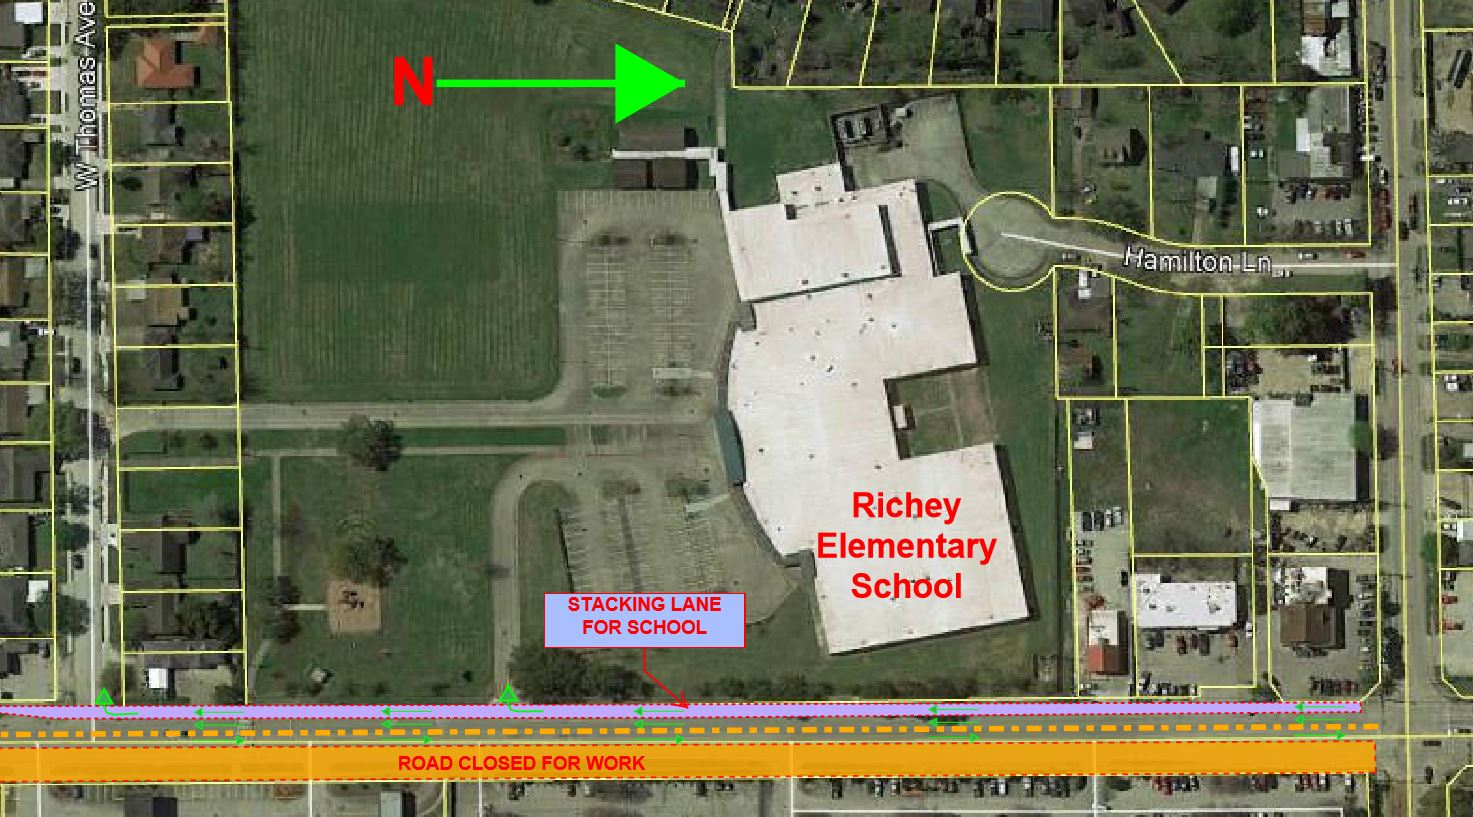 W Thomas Ave
N
Hamilton Ln
Richey
Elementary
School
STACKING LANE
FOR SCHOOL
ROAD CLOSED FOR WORK